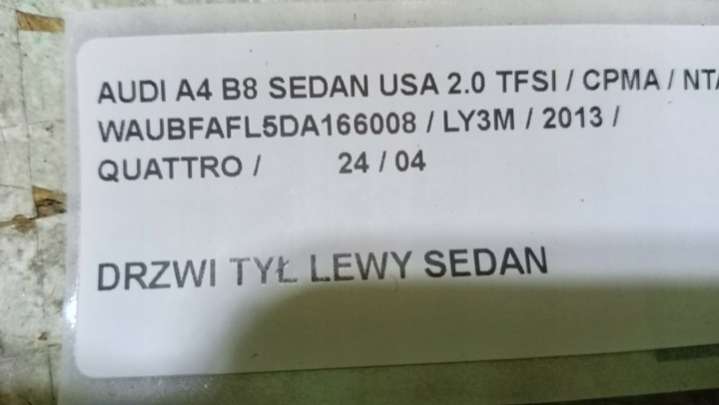 AUDI A4 B8 SEDAN USA 2.0 TFSI / CPMA / NTA
WAUBFAFL5DA166008 / LY3M / 2013 /
QUATTRO / 24 / 04
DRZWI TYŁ LEWY SEDAN